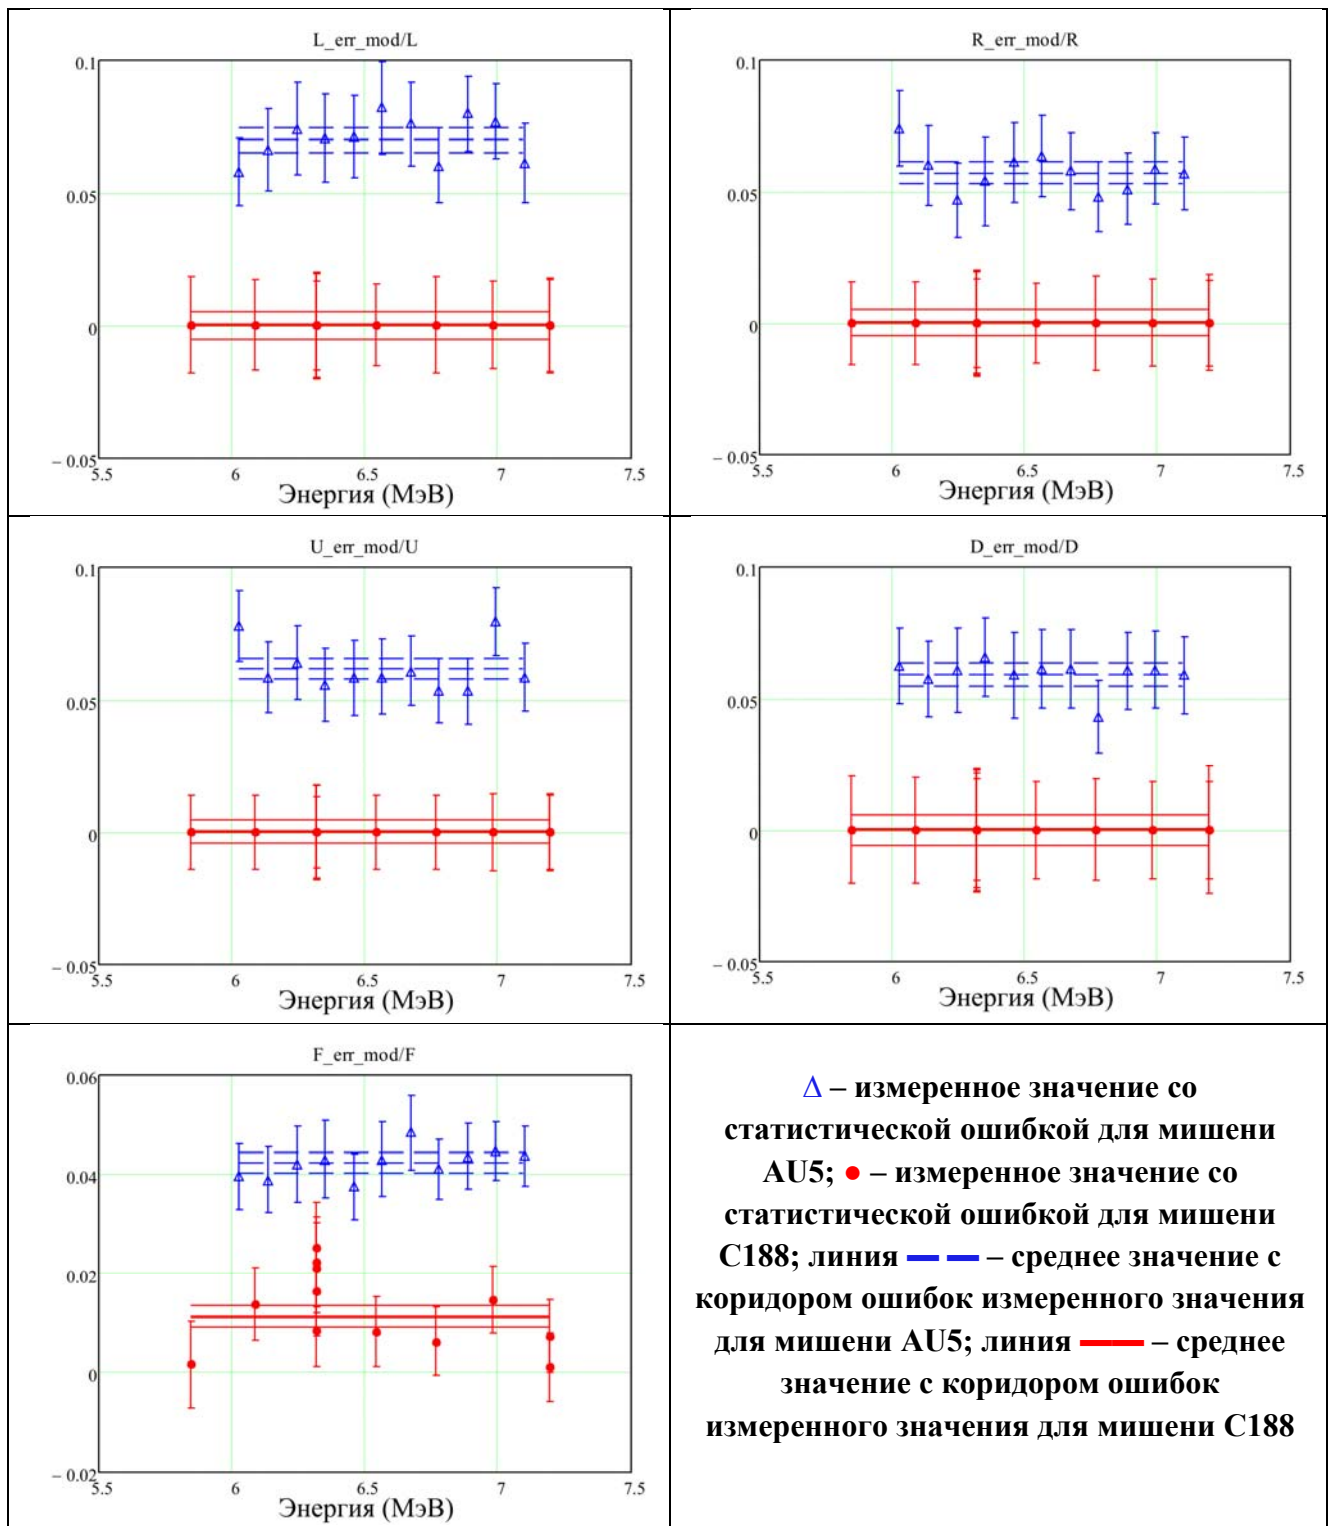 L_err_mod/L
0.1
0.05
0
– 0.05
5.5 6 6.5 7 7.5
Энергия (МэВ)
R_err_mod/R
0.1
0.05
0
– 0.05
5.5 6 6.5 7 7.5
Энергия (МэВ)
U_err_mod/U
0.1
0.05
0
– 0.05
5.5 6 6.5 7 7.5
Энергия (МэВ)
D_err_mod/D
0.1
0.05
0
– 0.05
5.5 6 6.5 7 7.5
Энергия (МэВ)
F_err_mod/F
0.06
0.04
0.02
0
– 0.02
5.5 6 6.5 7 7.5
Энергия (МэВ)
Δ – измеренное значение со
статистической ошибкой для мишени
AU5; ● – измеренное значение со
статистической ошибкой для мишени
C188; линия – среднее значение с
коридором ошибок измеренного значения
для мишени AU5; линия – среднее
значение с коридором ошибок
измеренного значения для мишени C188